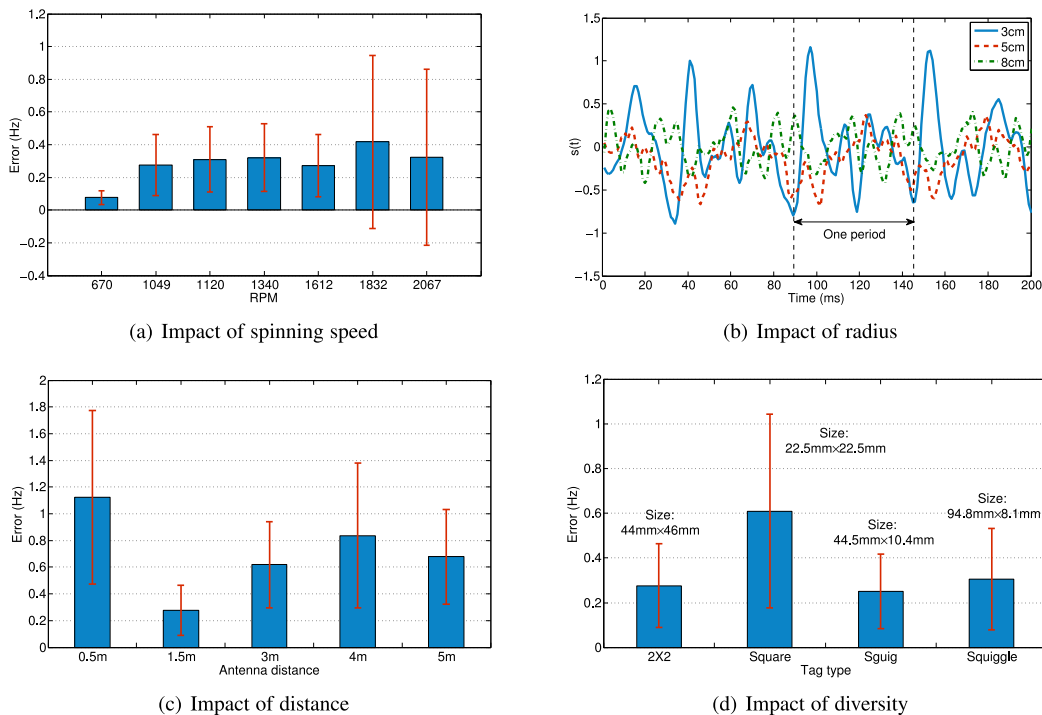 1.2
1
0.8
0.6
0.4
0.2
0
−0.2
−0.4
Error (Hz)
670 1049 1120 1340 1612 1832 2067
RPM
(a) Impact of spinning speed
1.5
1
0.5
0
−0.5
−1
−1.5
s(t)
3cm
5cm
8cm
One period
0 20 40 60 80 100 120 140 160 180 200
Time (ms)
(b) Impact of radius
2
1.8
1.6
1.4
1.2
1
0.8
0.6
0.4
0.2
0
Error (Hz)
0.5m 1.5m 3m 4m 5m
Antenna distance
(c) Impact of distance
1.2
1
0.8
0.6
0.4
0.2
0
Error (Hz)
Size:
44mm×46mm
Size:
22.5mm×22.5mm
Size:
44.5mm×10.4mm
Size:
94.8mm×8.1mm
2X2 Square Sguig Squiggle
Tag type
(d) Impact of diversity